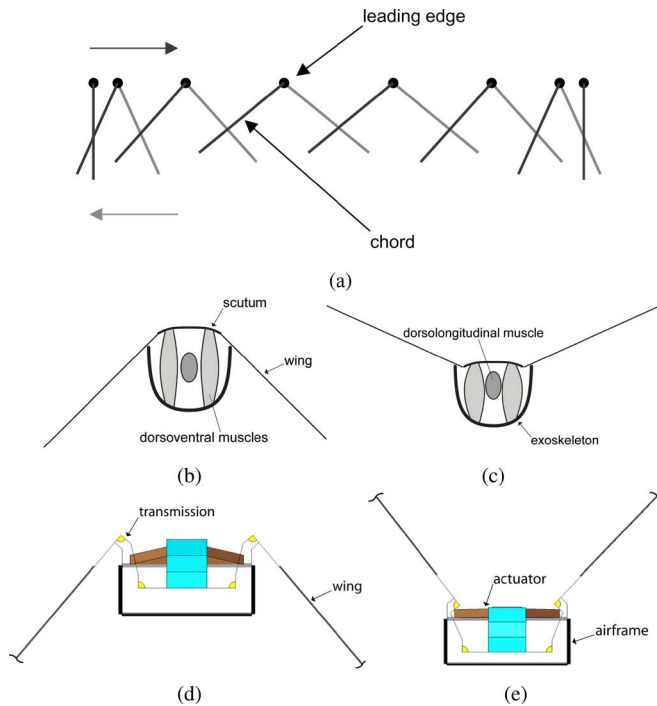 leading edge
chord
(a)
scutum
wing
dorsoventral muscles
(b)
dorsolongitudinal muscle
exoskeleton
(c)
transmission
wing
(d)
actuator
airframe
(e)